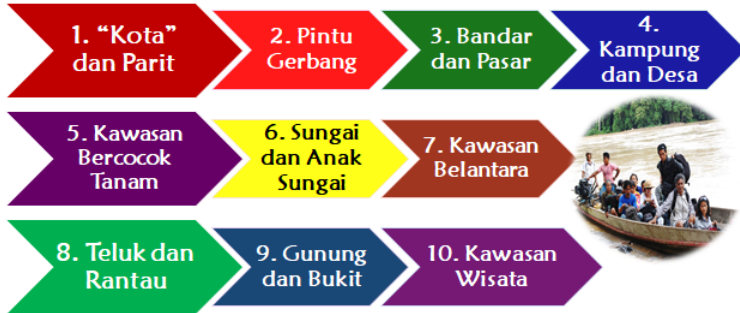 1. “Kota”
dan Parit
2. Pintu
Gerbang
3. Bandar
dan Pasar
4.
Kampung
dan Desa
5. Kawasan
Bercocok
Tanam
6. Sungai
dan Anak
Sungai
7. Kawasan
Belantara
8. Teluk dan
Rantau
9. Gunung
dan Bukit
10. Kawasan
Wisata